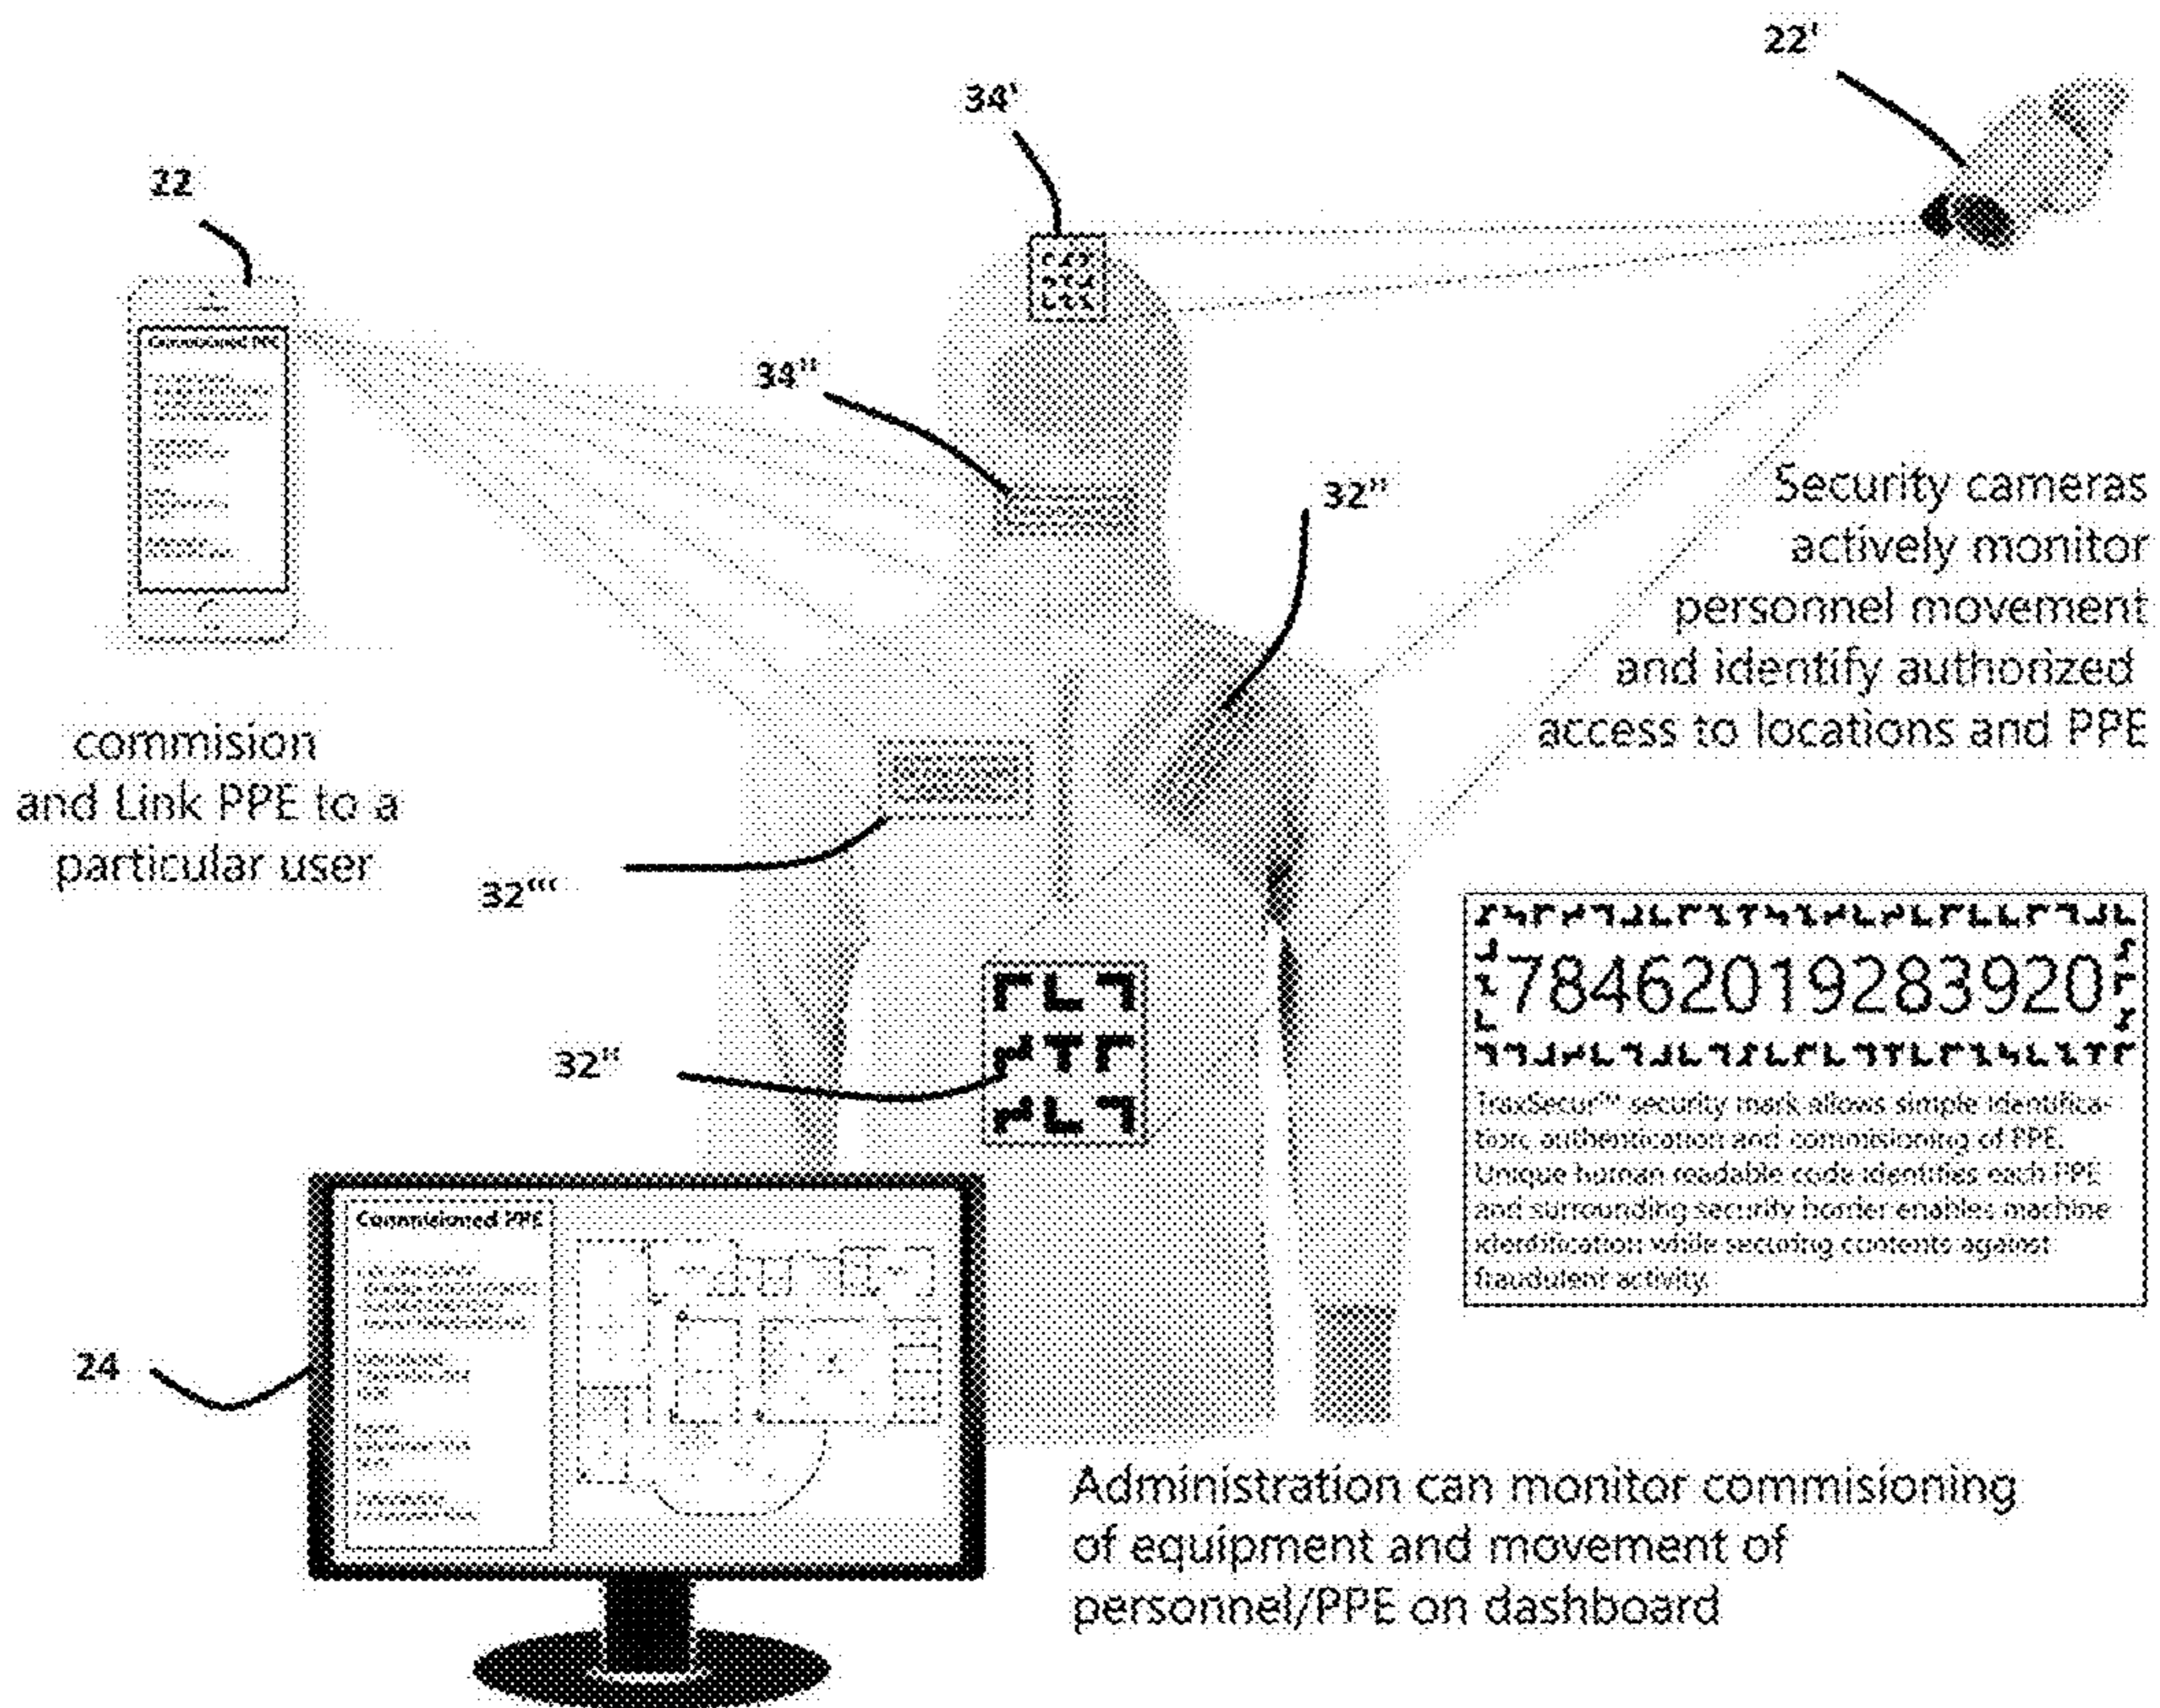 22'
34'
22
Commisioned PPE
34"
32"
Security cameras
actively monitor
personnel movement
and identify authorized
access to locations and PPE
commision
and Link PPE to a
particular user
32'''
78462019283920
32"
TraxSecur™ security mark allows simple identifica-
tion, authentication and commisioning of PPE.
Unique human readable code identifies each PPE
and surrounding security border enables machine
identification while securing contents against
fraudulent activity.
Commisioned PPE
24
Administration can monitor commisioning
of equipment and movement of
personnel/PPE on dashboard